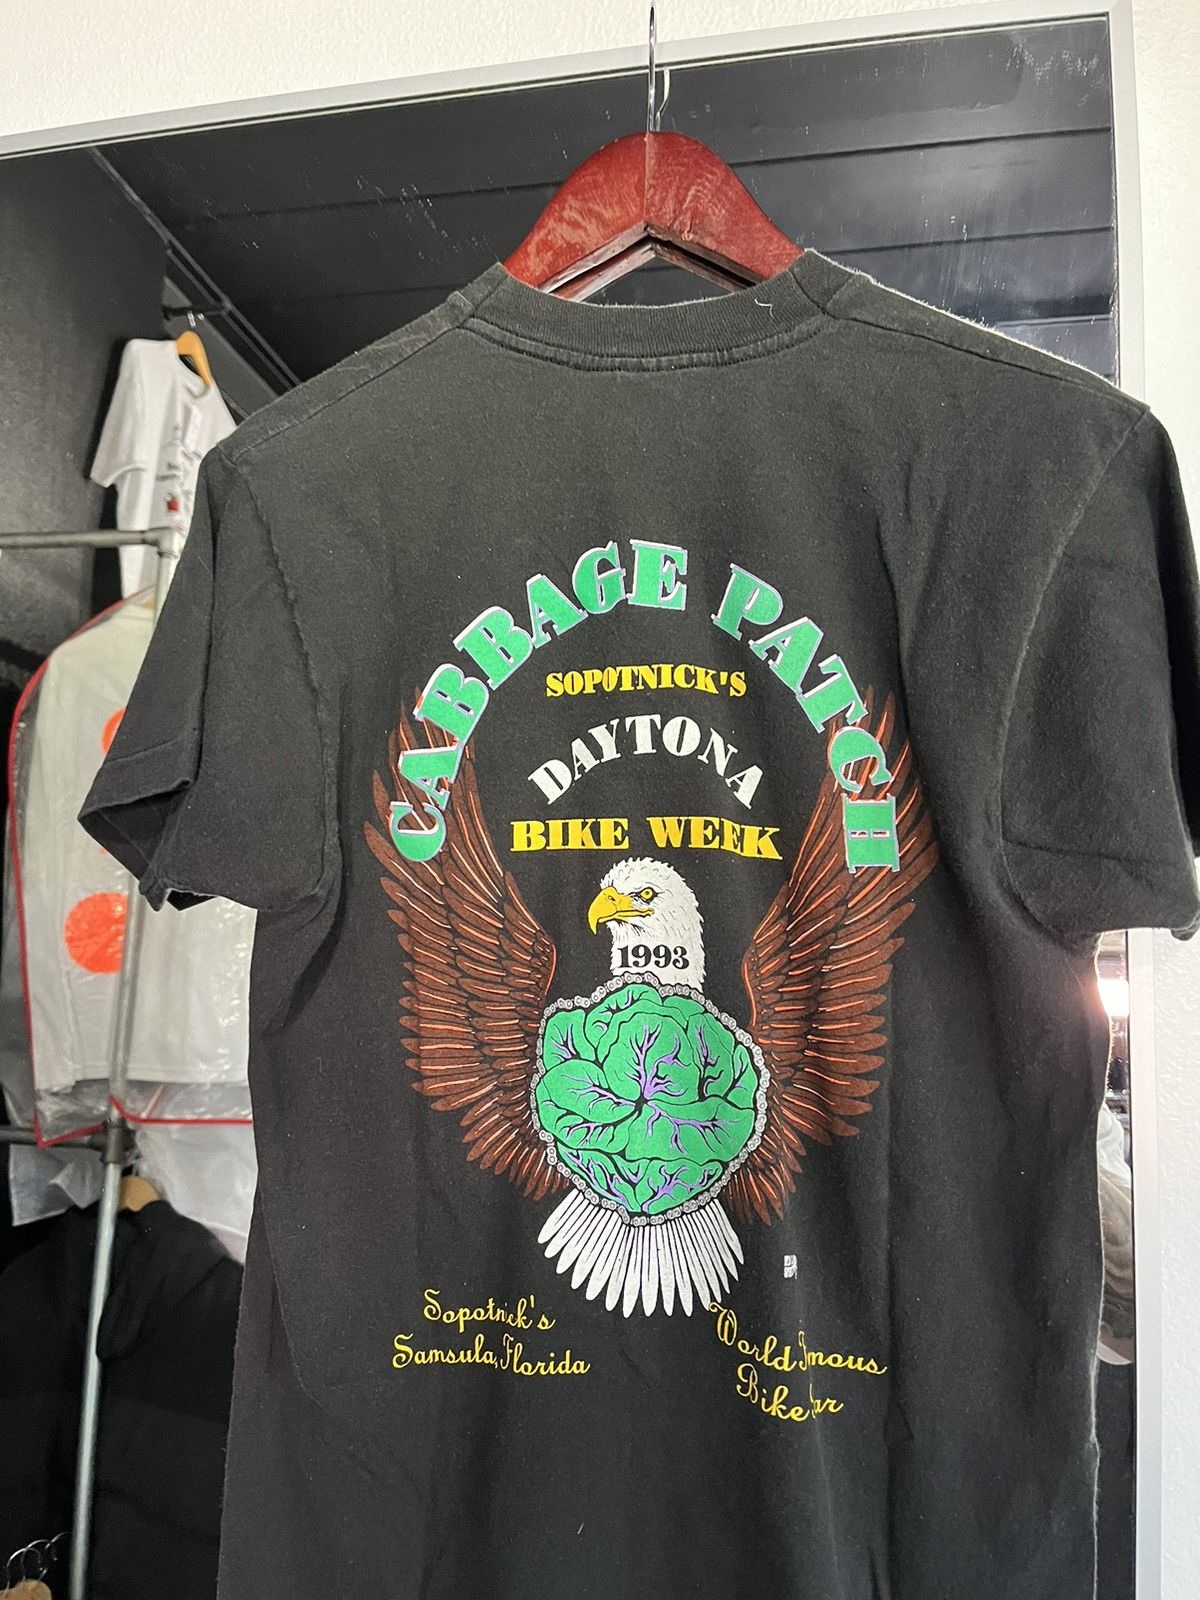 CABBAGE PATCH
SOPOTNICK'S
DAYTONA
BIKE WEEK
1993
Sopotnick's
Samsula, Florida
World Famous
Bike Bar